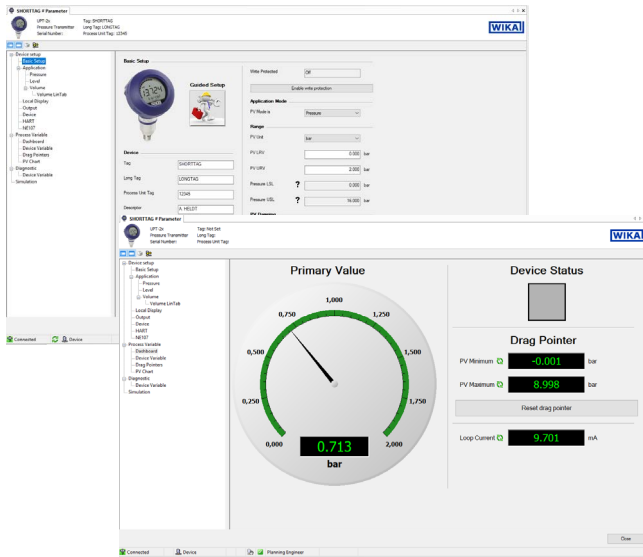 SHORTTAG # Parameter
UPT-2x
Pressure Transmitter
Serial Number:
Tag: SHORTTAG
Long Tag: LONGTAG
Process Unit Tag: 12345
WIKA
Device setup
Basic Setup
Application
Pressure
Level
Volume
Volume LinTab
Local Display
Output
Device
HART
NE107
Process Variable
Dashboard
Device Variable
Drag Pointers
PV Chart
Diagnostic
Device Variable
Simulation
Basic Setup
Guided Setup
Device
Tag SHORTTAG
Long Tag LONGTAG
Process Unit Tag 12345
Descriptor A. HELDT
Write Protected Off
Enable write protection
Application Mode
PV Mode is Pressure
Range
PV Unit bar
PV LRV 0.000 bar
PV URV 2.000 bar
Pressure LSL ? 0.000 bar
Pressure USL ? 16.000 bar
PV Damping
Connected Device
SHORTTAG # Parameter
UPT-2x
Pressure Transmitter
Serial Number:
Tag: Not Set
Long Tag:
Process Unit Tag:
WIKA
Device setup
Basic Setup
Application
Pressure
Level
Volume
Volume LinTab
Local Display
Output
Device
HART
NE107
Process Variable
Dashboard
Device Variable
Drag Pointers
PV Chart
Diagnostic
Device Variable
Simulation
Primary Value
0,000
0,250
0,500
0,750
1,000
1,250
1,500
1,750
2,000
0.713
bar
Device Status
Drag Pointer
PV Minimum -0.001 bar
PV Maximum 8.998 bar
Reset drag pointer
Loop Current 9.701 mA
Close
Connected Device Planning Engineer